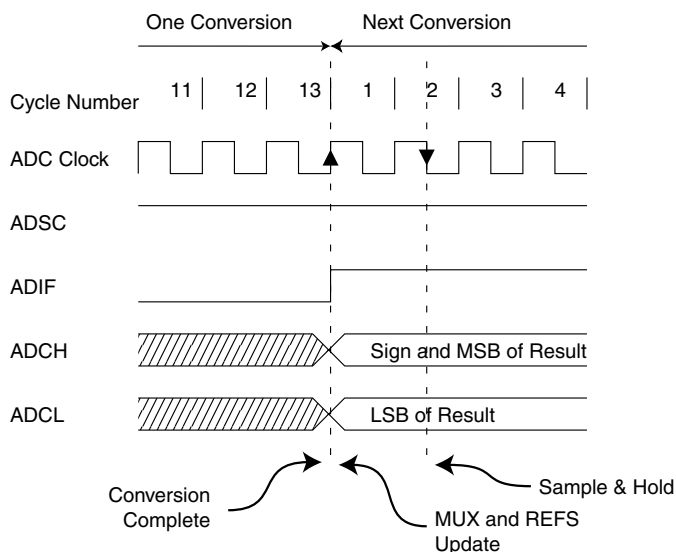 One Conversion Next Conversion
Cycle Number 11 12 13 1 2 3 4
ADC Clock
ADSC
ADIF
ADCH Sign and MSB of Result
ADCL LSB of Result
Conversion
Complete
MUX and REFS
Update
Sample & Hold